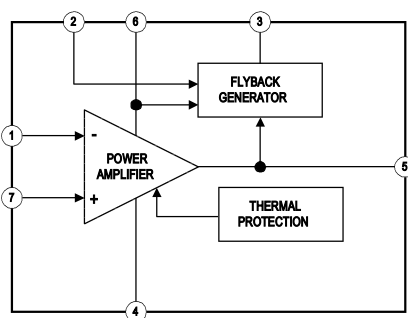 2
6
3
FLYBACK
GENERATOR
1
-
POWER
AMPLIFIER
5
7
+
THERMAL
PROTECTION
4